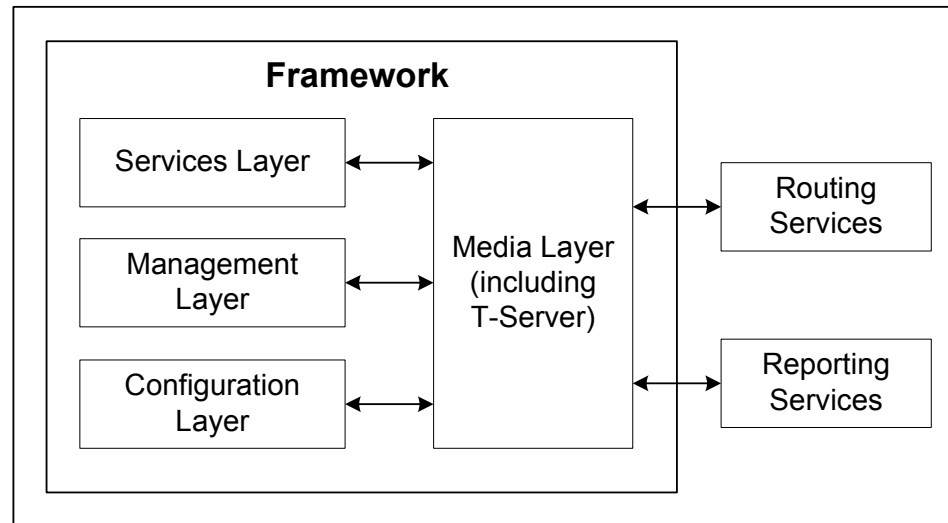 Framework
Services Layer
Management
Layer
Configuration
Layer
Media Layer
(including
T-Server)
Routing
Services
Reporting
Services